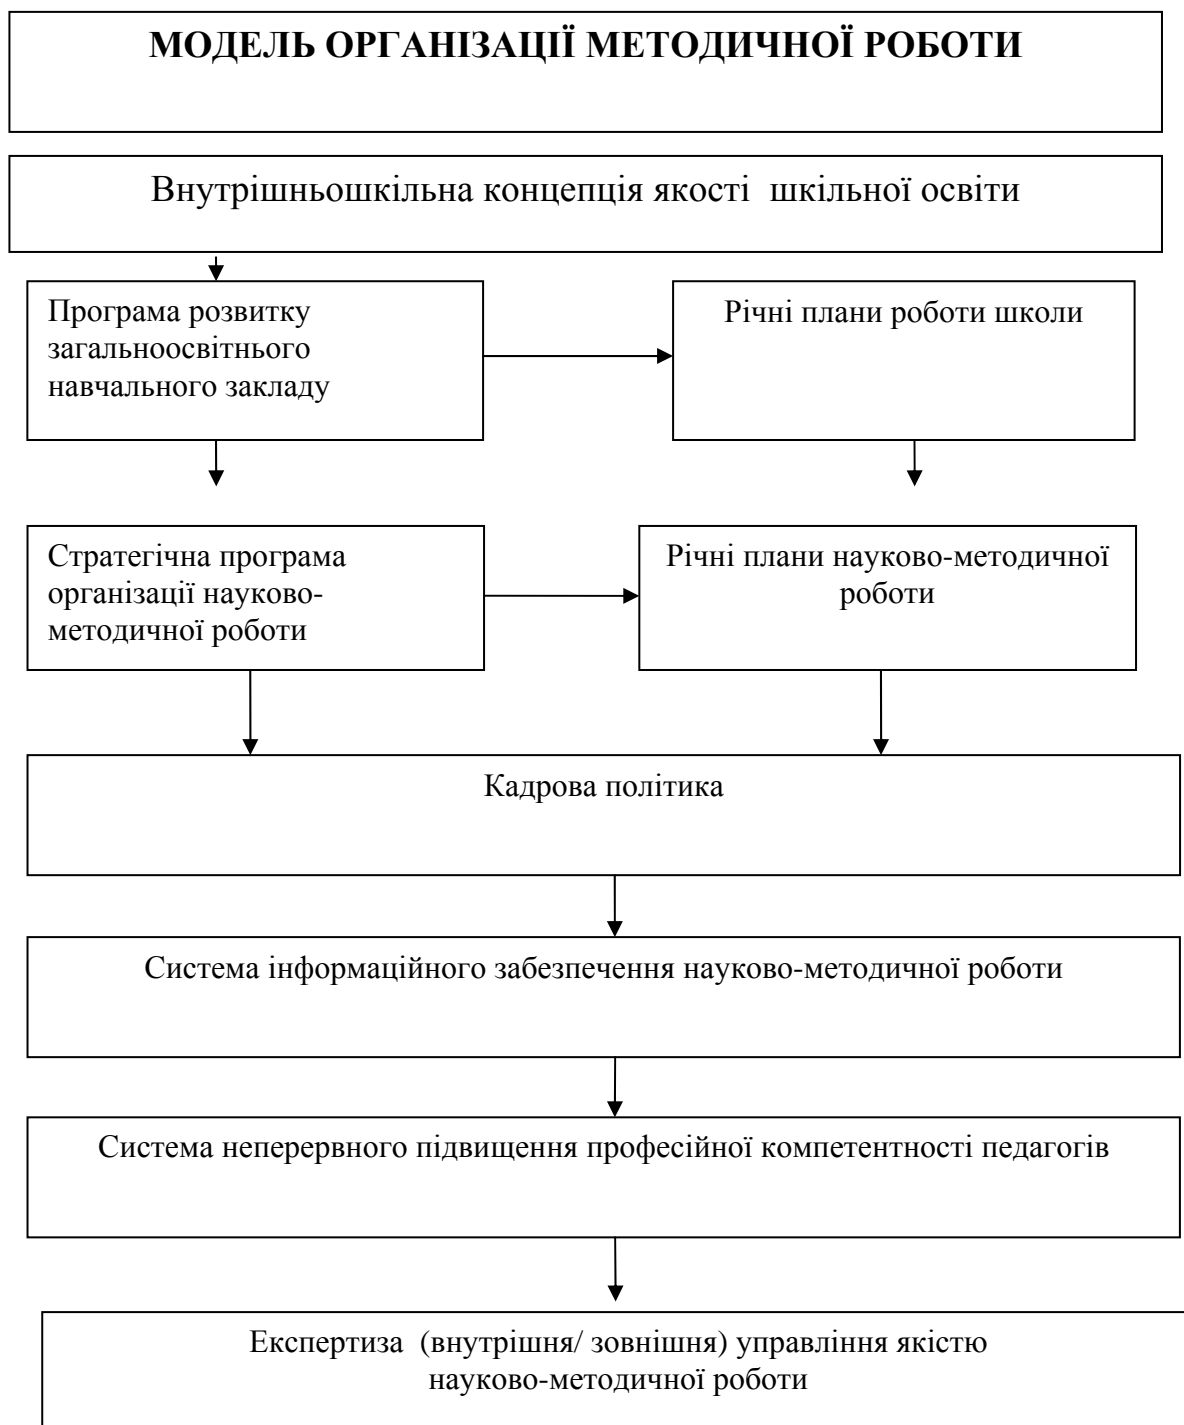 МОДЕЛЬ ОРГАНІЗАЦІЇ МЕТОДИЧНОЇ РОБОТИ
Внутрішньошкільна концепція якості  шкільної освіти
Програма розвитку
загальноосвітнього
навчального закладу
Річні плани роботи школи
Стратегічна програма
організації науково-
методичної роботи
Річні плани науково-методичної
роботи
Кадрова політика
Система інформаційного забезпечення науково-методичної роботи
Система неперервного підвищення професійної компетентності педагогів
Експертиза  (внутрішня/ зовнішня) управління якістю
науково-методичної роботи